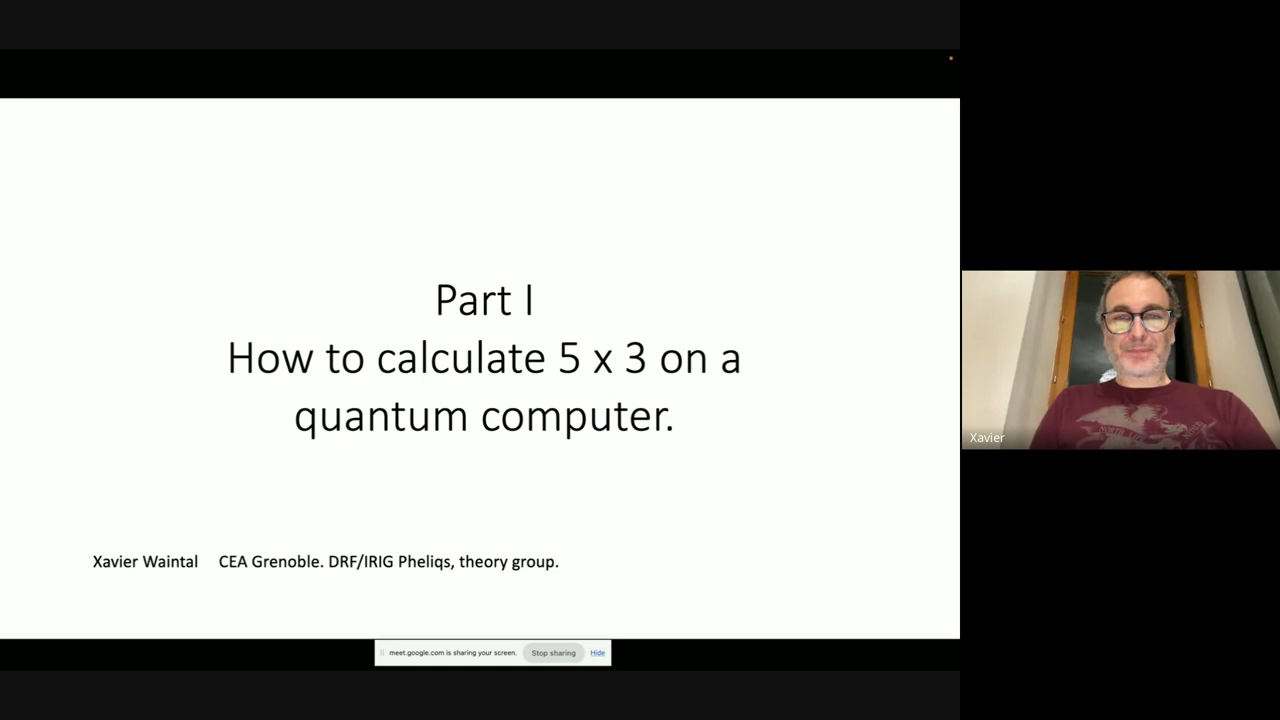 Part I
How to calculate 5 x 3 on a
quantum computer.
Xavier Waintal CEA Grenoble. DRF/IRIG Pheliqs, theory group.
meet.google.com is sharing your screen. Stop sharing Hide
Xavier